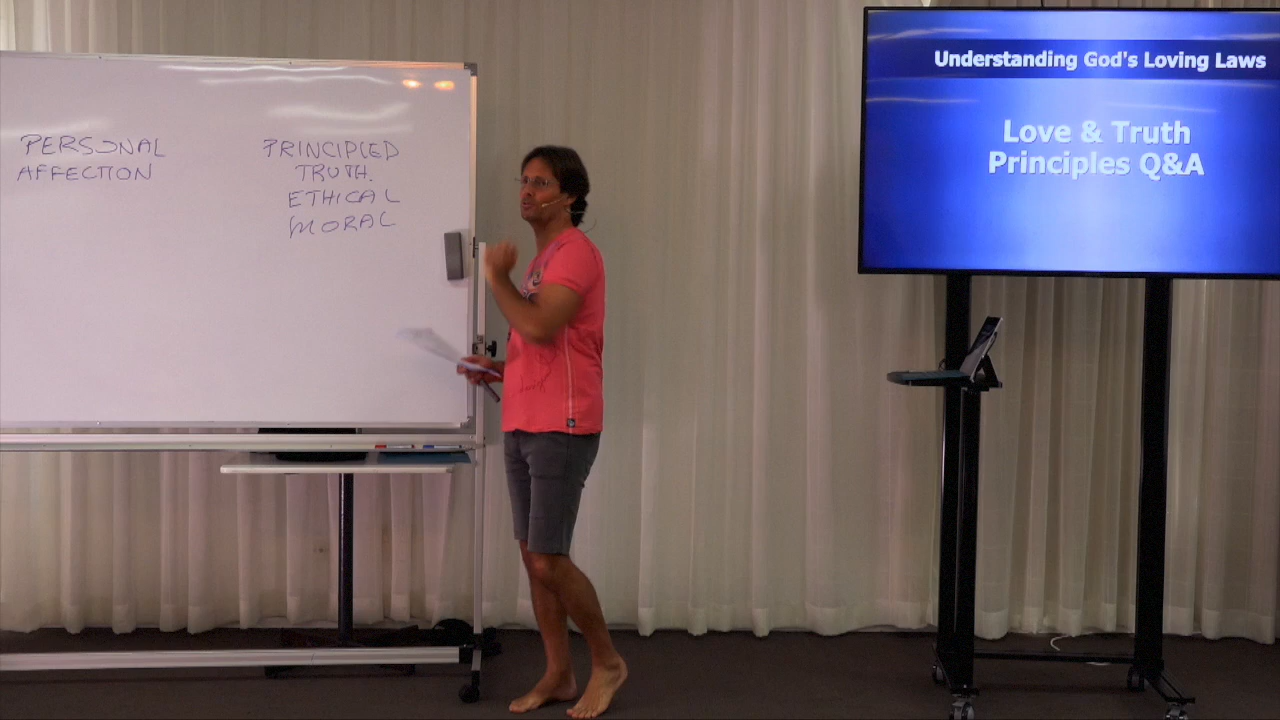 PERSONAL
AFFECTION
PRINCIPLED
TRUTH.
ETHICAL
MORAL
Understanding God's Loving Laws
Love & Truth
Principles Q&A